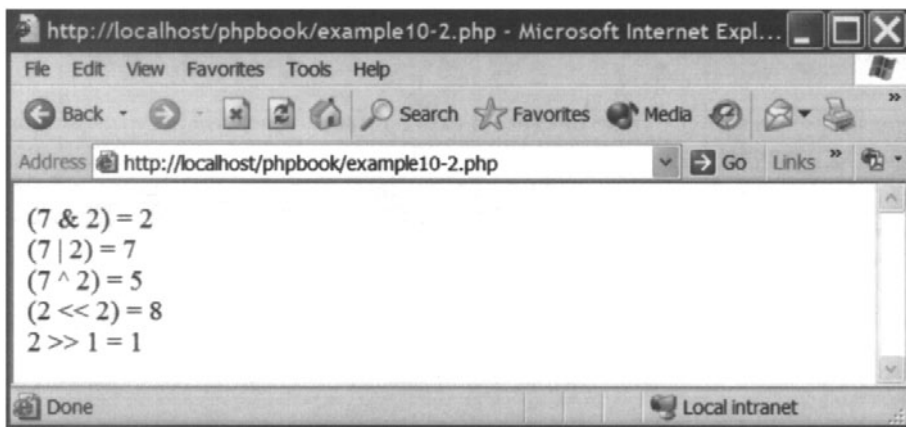 http://localhost/phpbook/example10-2.php - Microsoft Internet Expl...
File Edit View Favorites Tools Help
Back Search Favorites Media »
Address http://localhost/phpbook/example10-2.php Go Links »
(7 & 2) = 2
(7 | 2) = 7
(7 ^ 2) = 5
(2 << 2) = 8
2 >> 1 = 1
Done Local intranet